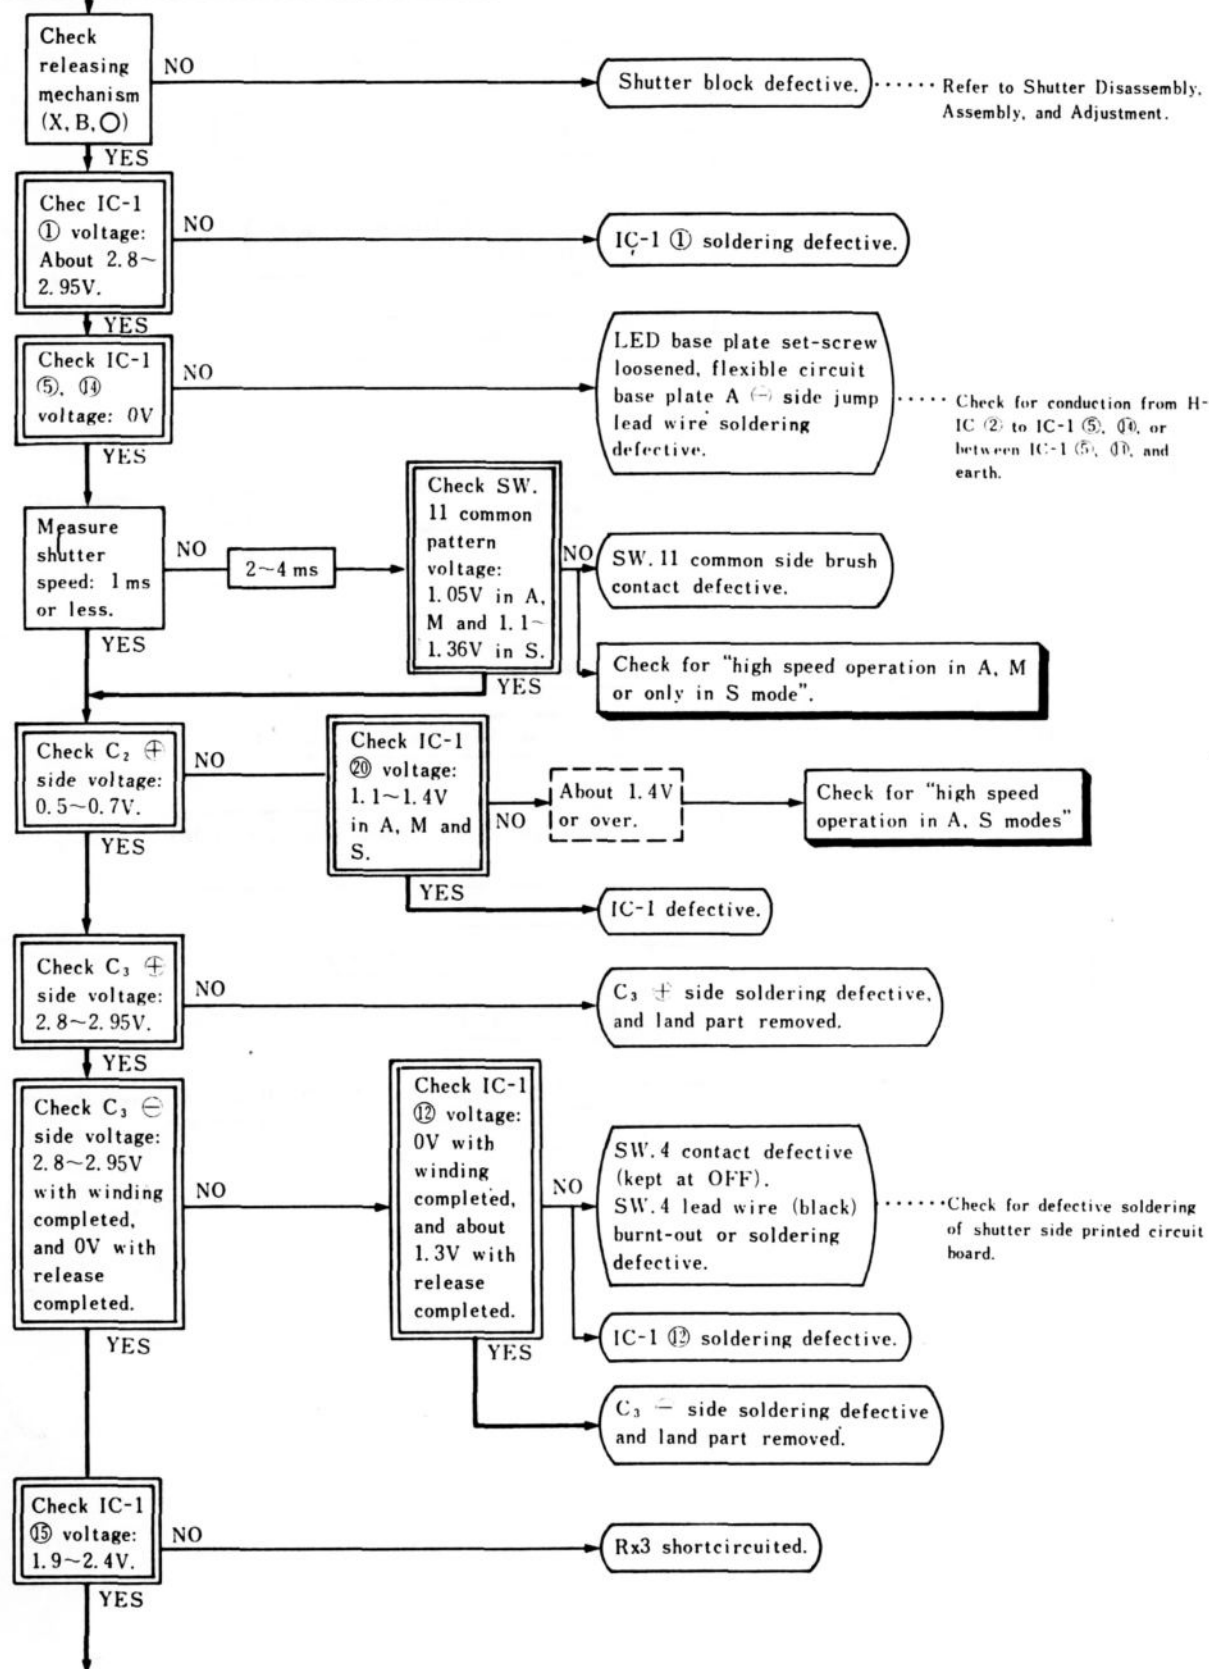 Check
releasing
mechanism
(X, B, ○)
NO
Shutter block defective.
······ Refer to Shutter Disassembly,
Assembly, and Adjustment.
YES
Chec IC-1
① voltage:
About 2.8~
2.95V.
NO
IC-1 ① soldering defective.
YES
Check IC-1
⑤, ⑭
voltage: 0V
NO
LED base plate set-screw
loosened, flexible circuit
base plate A ⊖ side jump
lead wire soldering
defective.
····· Check for conduction from H-
IC ② to IC-1 ⑤, ⑭, or
between IC-1 ⑤, ⑭, and
earth.
YES
Measure
shutter
speed: 1ms
or less.
NO
2~4 ms
Check SW.
11 common
pattern
voltage:
1.05V in A,
M and 1.1~
1.36V in S.
NO
SW. 11 common side brush
contact defective.
Check for "high speed operation in A, M
or only in S mode".
YES
YES
Check C₂ ⊕
side voltage:
0.5~0.7V.
NO
Check IC-1
⑳ voltage:
1.1~1.4V
in A, M and
S.
NO
About 1.4V
or over.
Check for "high speed
operation in A, S modes"
YES
YES
IC-1 defective.
Check C₃ ⊕
side voltage:
2.8~2.95V.
NO
C₃ ⊕ side soldering defective,
and land part removed.
YES
Check C₃ ⊖
side voltage:
2.8~2.95V
with winding
completed,
and 0V with
release
completed.
NO
Check IC-1
⑫ voltage:
0V with
winding
completed,
and about
1.3V with
release
completed.
NO
SW. 4 contact defective
(kept at OFF).
SW. 4 lead wire (black)
burnt-out or soldering
defective.
······Check for defective soldering
of shutter side printed circuit
board.
IC-1 ⑫ soldering defective.
YES
YES
C₃ ⊖ side soldering defective
and land part removed.
Check IC-1
⑮ voltage:
1.9~2.4V.
NO
Rx3 shortcircuited.
YES